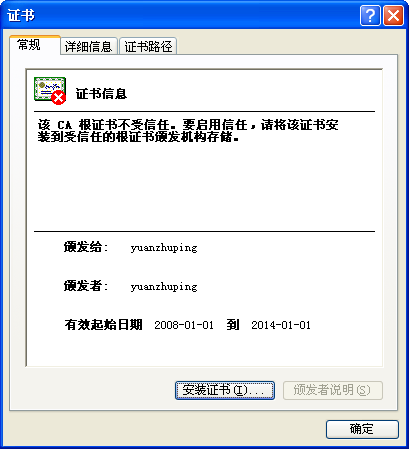 证书
常规
详细信息
证书路径
证书信息
该 CA 根证书不受信任。要启用信任，请将该证书安
装到受信任的根证书颁发机构存储。
颁发给: yuanzhuping
颁发者: yuanzhuping
有效起始日期 2008-01-01 到 2014-01-01
安装证书(I)...
颁发者说明(S)
确定